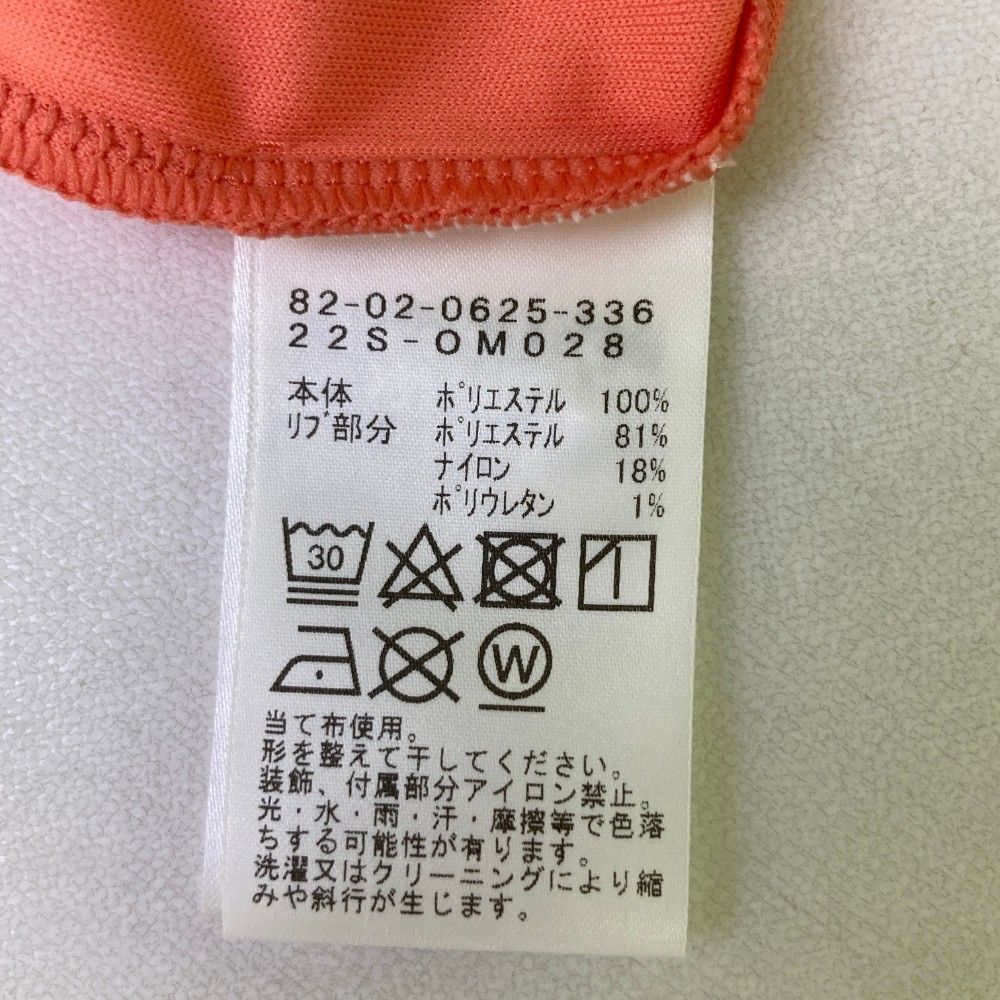 82-02-0625-336
22S-OM028
本体 ポリエステル 100%
リブ部分 ポリエステル 81%
ナイロン 18%
ポリウレタン 1%
30
W
当て布使用。
形を整えて干してください。
装飾、付属部分アイロン禁止。
光・水・雨・汗・摩擦等で色落
ちする可能性が有ります。
洗濯又はクリーニングにより縮
みや斜行が生じます。